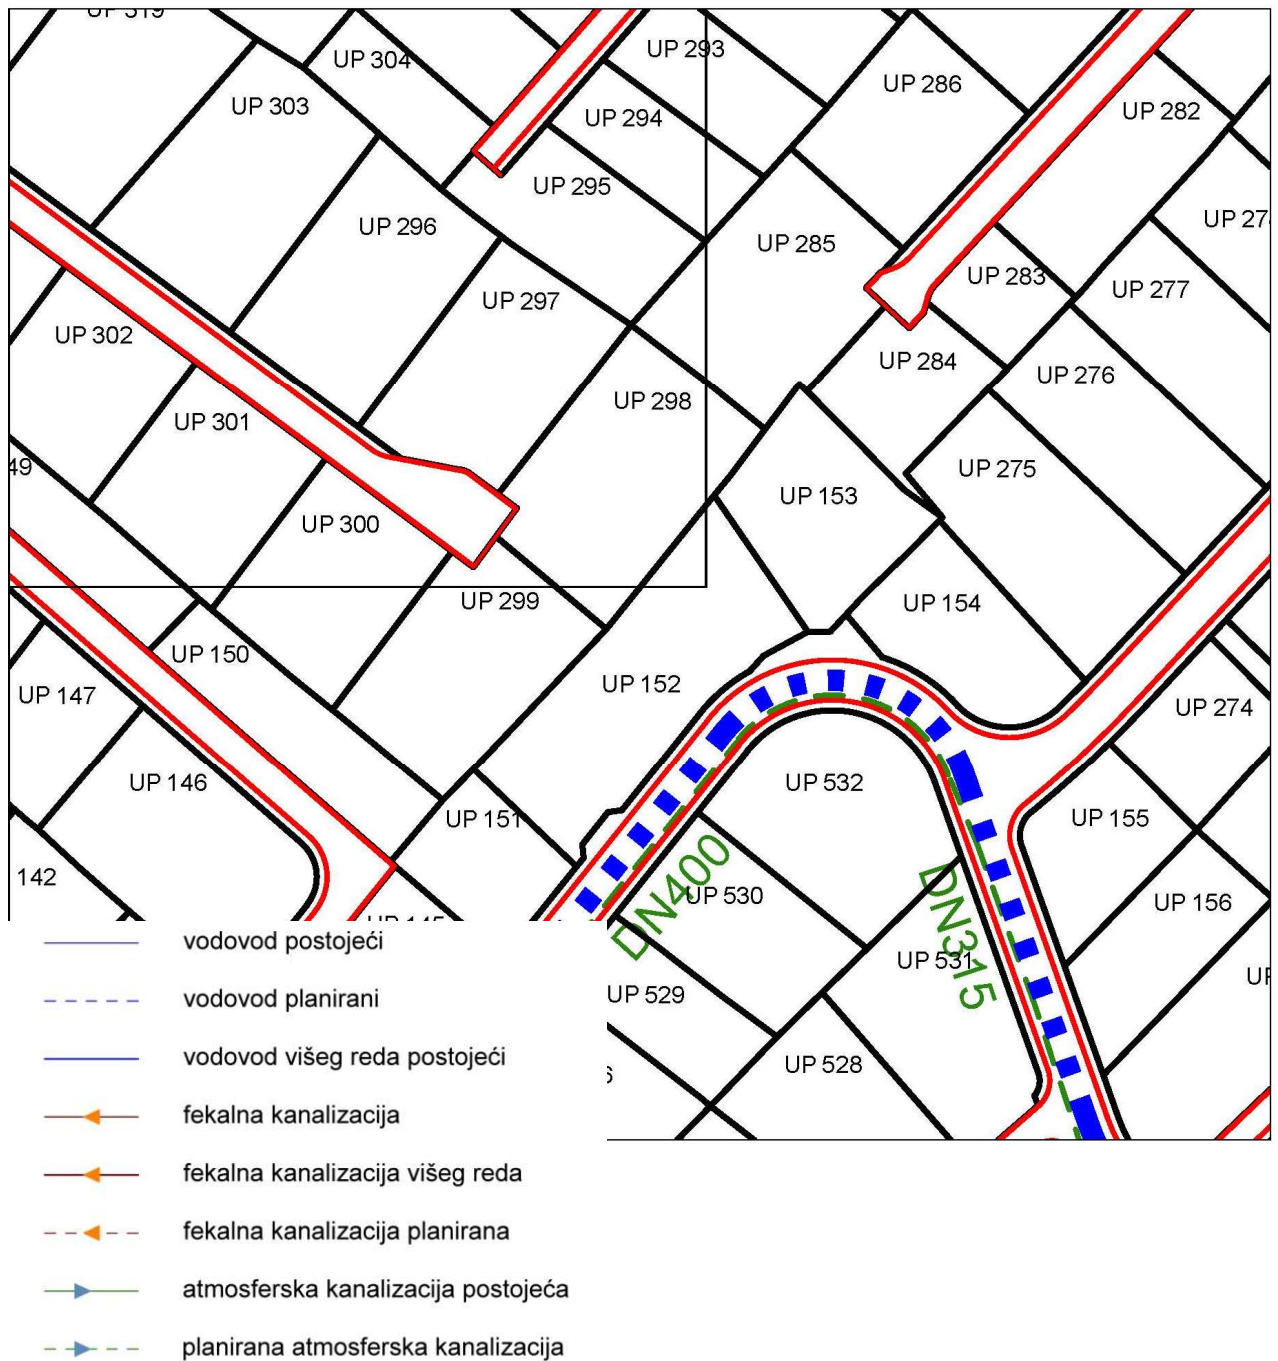 UP 304
UP 293
UP 286
UP 303
UP 294
UP 282
UP 295
UP 296
UP 285
UP 283
UP 277
UP 297
UP 302
UP 284
UP 276
UP 298
UP 301
49
UP 275
UP 153
UP 300
UP 299
UP 154
UP 150
UP 152
UP 147
UP 274
UP 146
UP 532
UP 151
UP 155
142
DN400
UP 530
DN315
UP 156
UP 531
UP 529
UP 528
vodovod postojeći
vodovod planirani
vodovod višeg reda postojeći
fekalna kanalizacija
fekalna kanalizacija višeg reda
fekalna kanalizacija planirana
atmosferska kanalizacija postojeća
planirana atmosferska kanalizacija